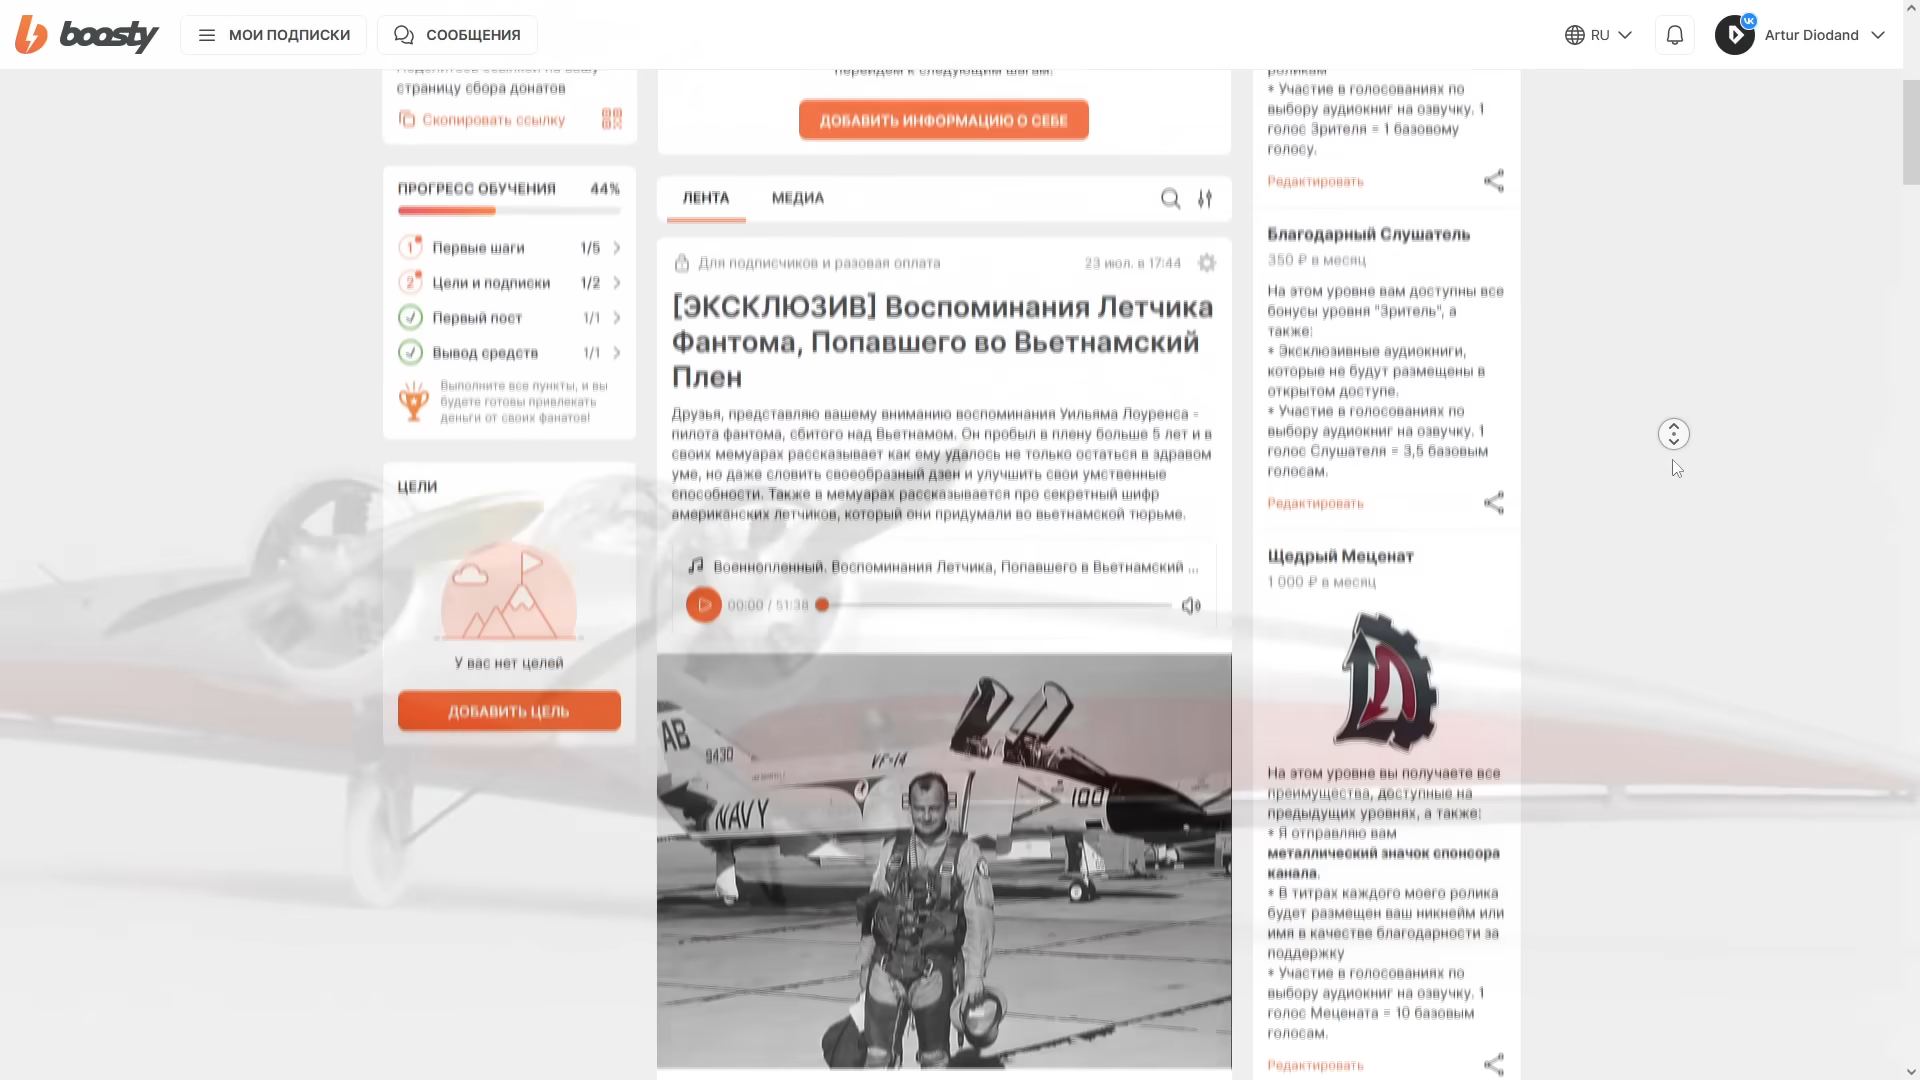 boosty
МОИ ПОДПИСКИ
СООБЩЕНИЯ
RU
Artur Diodand
страницу сбора донатов
Скопировать ссылку
ПРОГРЕСС ОБУЧЕНИЯ 44%
1 Первые шаги 1/5
2 Цели и подписки 1/2
Первый пост 1/1
Вывод средств 1/1
Выполните все пункты, и вы
будете готовы привлекать
деньги от своих фанатов!
ЦЕЛИ
У вас нет целей
ДОБАВИТЬ ЦЕЛЬ
перейдем к следующим шагам!
ДОБАВИТЬ ИНФОРМАЦИЮ О СЕБЕ
ЛЕНТА МЕДИА
Для подписчиков и разовая оплата 23 июл. в 17:44
[ЭКСКЛЮЗИВ] Воспоминания Летчика
Фантома, Попавшего во Вьетнамский
Плен
Друзья, представляю вашему вниманию воспоминания Уильяма Лоуренса -
пилота фантома, сбитого над Вьетнамом. Он пробыл в плену больше 5 лет и в
своих мемуарах рассказывает как ему удалось не только остаться в здравом
уме, но даже словить своеобразный дзен и улучшить свои умственные
способности. Также в мемуарах рассказывается про секретный шифр
американских летчиков, который они придумали во вьетнамской тюрьме.
Военнопленный. Воспоминания Летчика, Попавшего в Вьетнамский ...
00:00 / 51:38
AB
9430
VF-14
NAVY
100
роликам
* Участие в голосованиях по
выбору аудиокниг на озвучку. 1
голос Зрителя = 1 базовому
голосу.
Редактировать
Благодарный Слушатель
350 ₽ в месяц
На этом уровне вам доступны все
бонусы уровня "Зритель", а
также:
* Эксклюзивные аудиокниги,
которые не будут размещены в
открытом доступе.
* Участие в голосованиях по
выбору аудиокниг на озвучку. 1
голос Слушателя = 3,5 базовым
голосам.
Редактировать
Щедрый Меценат
1 000 ₽ в месяц
На этом уровне вы получаете все
преимущества, доступные на
предыдущих уровнях, а также:
* Я отправляю вам
металлический значок спонсора
канала.
* В титрах каждого моего ролика
будет размещен ваш никнейм или
имя в качестве благодарности за
поддержку
* Участие в голосованиях по
выбору аудиокниг на озвучку. 1
голос Мецената = 10 базовым
голосам.
Редактировать